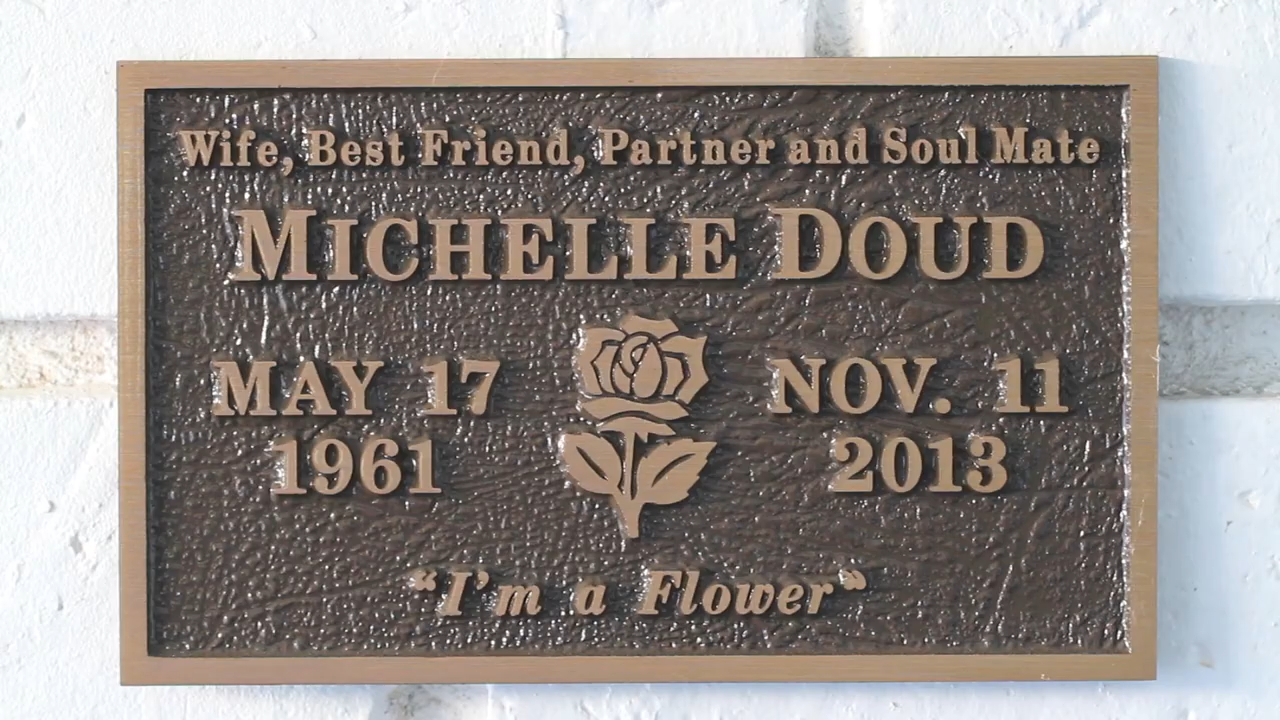 Wife, Best Friend, Partner and Soul Mate
MICHELLE DOUD
MAY 17
1961
NOV. 11
2013
“I’m a Flower“